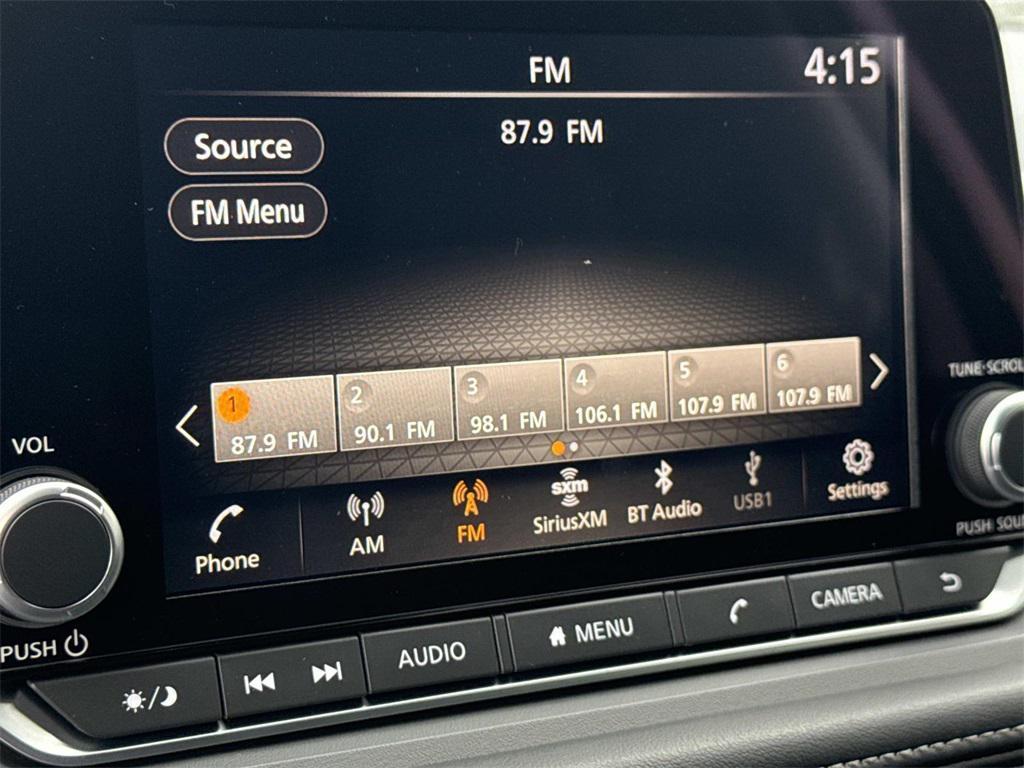 FM
4:15
87.9 FM
Source
FM Menu
1
87.9 FM
2
90.1 FM
3
98.1 FM
4
106.1 FM
5
107.9 FM
6
107.9 FM
Phone
AM
FM
sxm
SiriusXM
BT Audio
USB1
Settings
VOL
PUSH
TUNE·SCROL
PUSH SOU
AUDIO
MENU
CAMERA